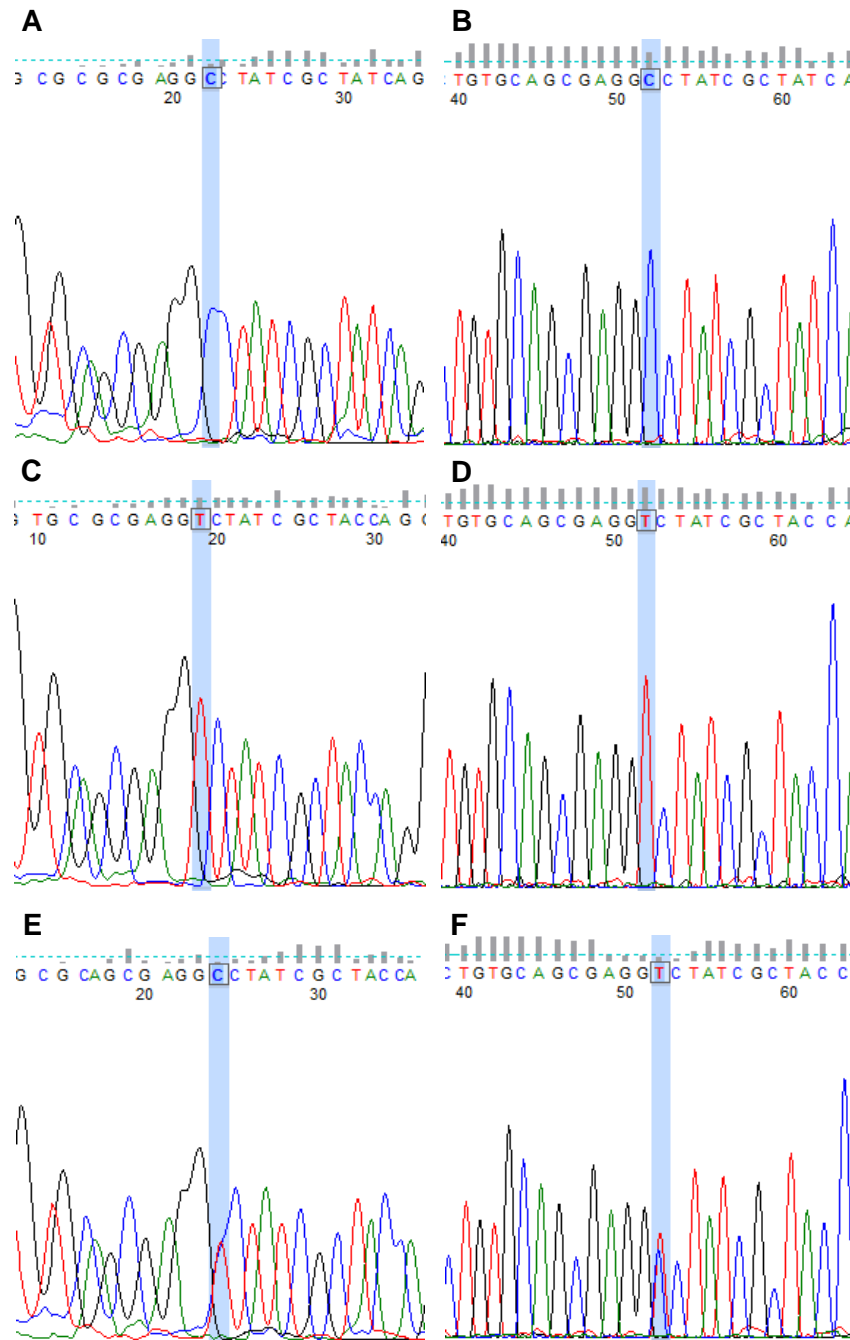 A
B
G C G C G C G A G G C C T A T C G C T A T C A G
20 30
C T G T G C A G C G A G G C C T A T C G C T A T C A
40 50 60
C
D
G T G C G C G A G G T C T A T C G C T A C C A G G
10 20 30
T G T G C A G C G A G G T C T A T C G C T A C C A
40 50 60
E
F
G C G C A G C G A G G C C T A T C G C T A C C A
20 30
C T G T G C A G C G A G G T C T A T C G C T A C C
40 50 60